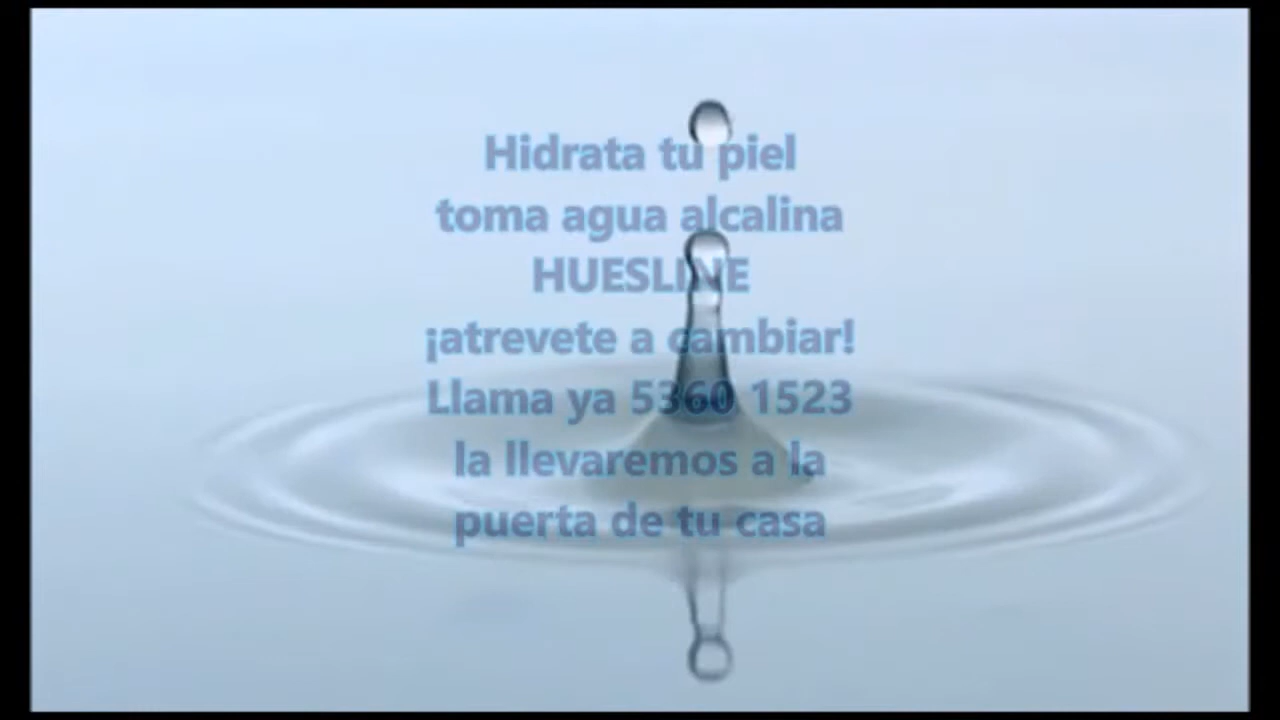 Hidrata tu piel
toma agua alcalina
HUESLINE
¡atrevete a cambiar!
Llama ya 5360 1523
la llevaremos a la
puerta de tu casa